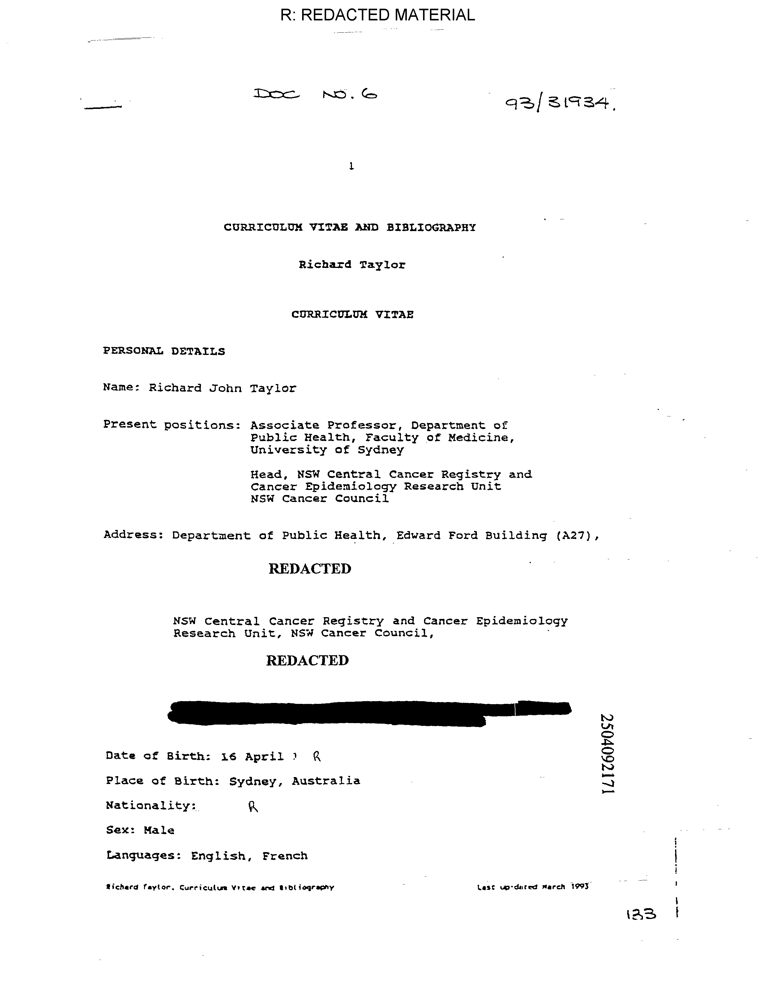 R: REDACTED MATERIAL
DOC NO. 6
93/31934.
1
CURRICULUM VITAE AND BIBLIOGRAPHY
Richard Taylor
CURRICULUM VITAE
PERSONAL DETAILS
Name: Richard John Taylor
Present positions: Associate Professor, Department of
Public Health, Faculty of Medicine,
University of Sydney
Head, NSW Central Cancer Registry and
Cancer Epidemiology Research Unit
NSW Cancer Council
Address: Department of Public Health, Edward Ford Building (A27),
REDACTED
NSW Central Cancer Registry and Cancer Epidemiology
Research Unit, NSW Cancer Council,
REDACTED
2504092171
Date of Birth: 16 April R
Place of Birth: Sydney, Australia
Nationality: R
Sex: Male
Languages: English, French
Richard Taylor. Curriculum Vitae and Bibliography
Last up-dated March 1993
133